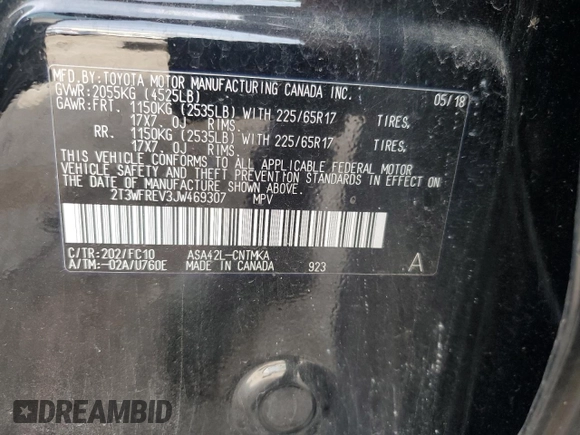 MFD.BY:TOYOTA MOTOR MANUFACTURING CANADA INC.
GVWR:2055KG (4525LB) 05/18
GAWR:FRT. 1150KG (2535LB) WITH 225/65R17 TIRES,
17X7 0J RIMS.
RR. 1150KG (2535LB) WITH 225/65R17 TIRES,
17X7 0J RIMS.
THIS VEHICLE CONFORMS TO ALL APPLICABLE FEDERAL MOTOR
VEHICLE SAFETY AND THEFT PREVENTION STANDARDS IN EFFECT ON
THE DATE OF MANUFACTURE SHOWN ABOVE.
2T3WFREV3JW469307 MPV
C/TR:202/FC10 ASA42L-CNTMKA
A/TM:-02A/U760E MADE IN CANADA 923 A
DREAMBID